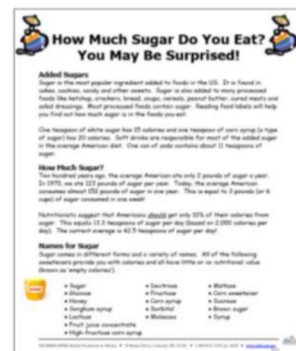 How Much Sugar Do You Eat?
You May Be Surprised!
Added Sugars
Sugar is the most popular ingredient added to foods in the US. It is found in
cakes, cookies, candy and other sweets. Sugar is also added to many processed
foods like ketchup, crackers, bread, soups, cereals, peanut butter, cured meats and
salad dressings. Most processed foods contain sugar. Reading food labels will help
you find out how much sugar is in the foods you eat.
One teaspoon of white sugar has 15 calories and one teaspoon of corn syrup (a type
of sugar) has 20 calories. Soft drinks are responsible for most of the added sugar
in the average American diet. One can of soda contains about 11 teaspoons of
sugar.
How Much Sugar?
Two hundred years ago, the average American ate only 2 pounds of sugar a year.
In 1970, we ate 123 pounds of sugar per year. Today, the average American
consumes almost 152 pounds of sugar in one year. This is equal to 3 pounds (or 6
cups) of sugar consumed in one week!
Nutritionists suggest that Americans should get only 10% of their calories from
sugar. This equals 13.3 teaspoons of sugar per day (based on 2,000 calories per
day). The current average is 42.5 teaspoons of sugar per day!
Names for Sugar
Sugar comes in different forms and a variety of names. All of the following
sweeteners provide you with calories and all have little or no nutritional value
(known as 'empty calories').
• Sugar • Dextrose • Maltose
• Glucose • Fructose • Corn sweetener
• Honey • Corn syrup • Sucrose
• Sorghum syrup • Sorbitol • Brown sugar
• Lactose • Molasses • Syrup
• Fruit juice concentrate
• High-fructose corn syrup